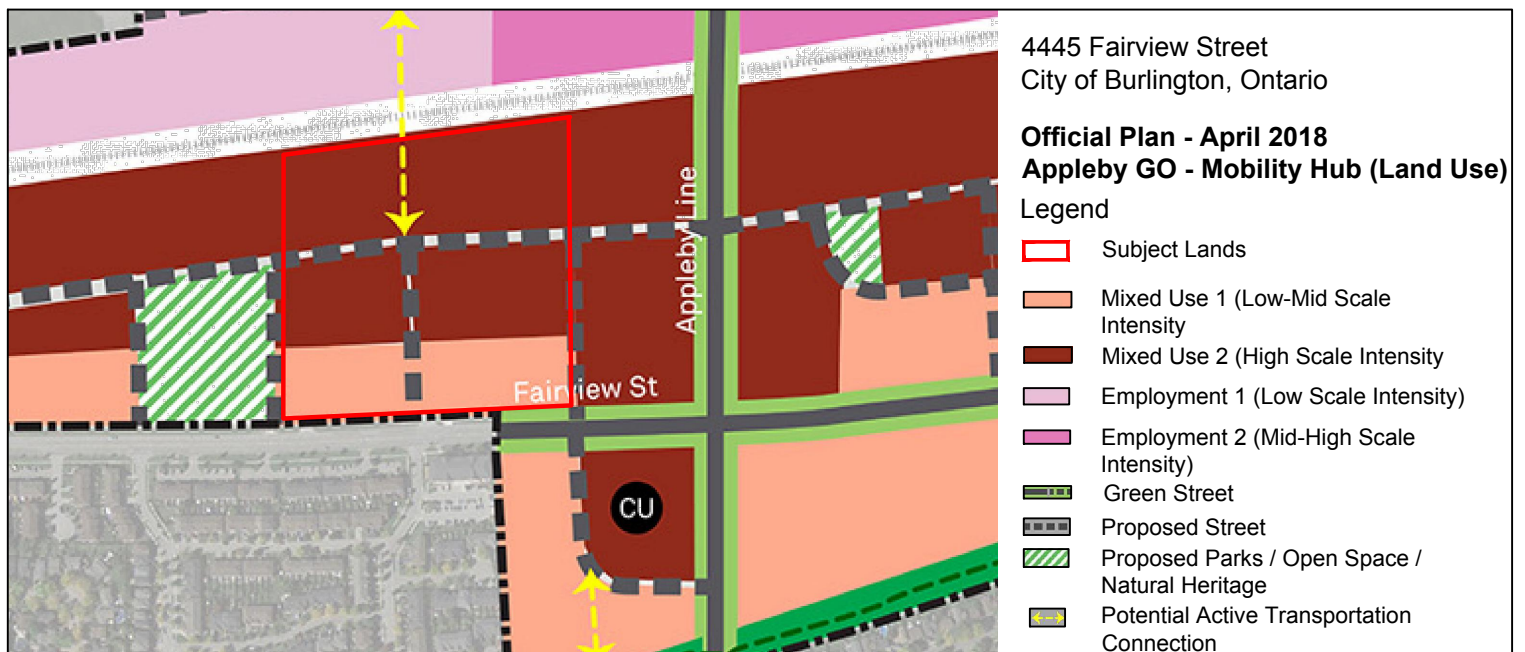 4445 Fairview Street
City of Burlington, Ontario
Official Plan - April 2018
Appleby GO - Mobility Hub (Land Use)
Legend
Subject Lands
Mixed Use 1 (Low-Mid Scale
Intensity
Mixed Use 2 (High Scale Intensity
Employment 1 (Low Scale Intensity)
Employment 2 (Mid-High Scale
Intensity)
Green Street
Proposed Street
Proposed Parks / Open Space /
Natural Heritage
Potential Active Transportation
Connection
Appleby Line
Fairview St
CU